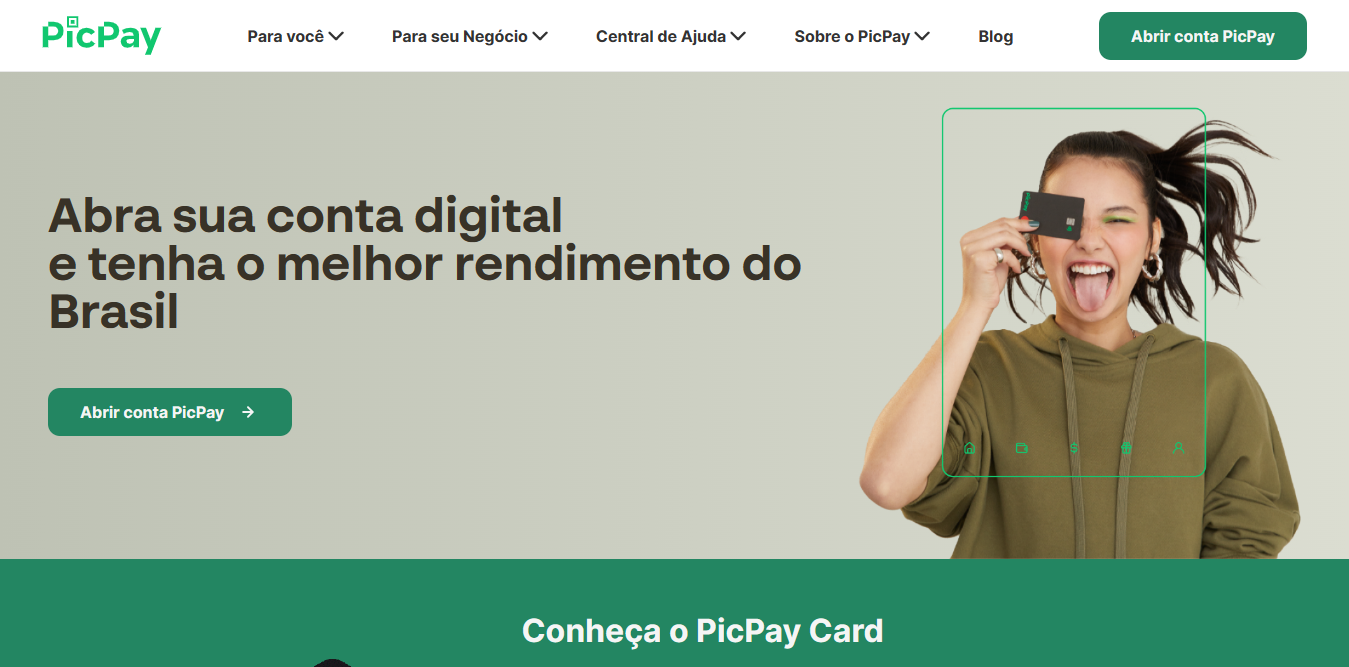 PicPay
Para você
Para seu Negócio
Central de Ajuda
Sobre o PicPay
Blog
Abrir conta PicPay
Abra sua conta digital
e tenha o melhor rendimento do
Brasil
Abrir conta PicPay
Conheça o PicPay Card